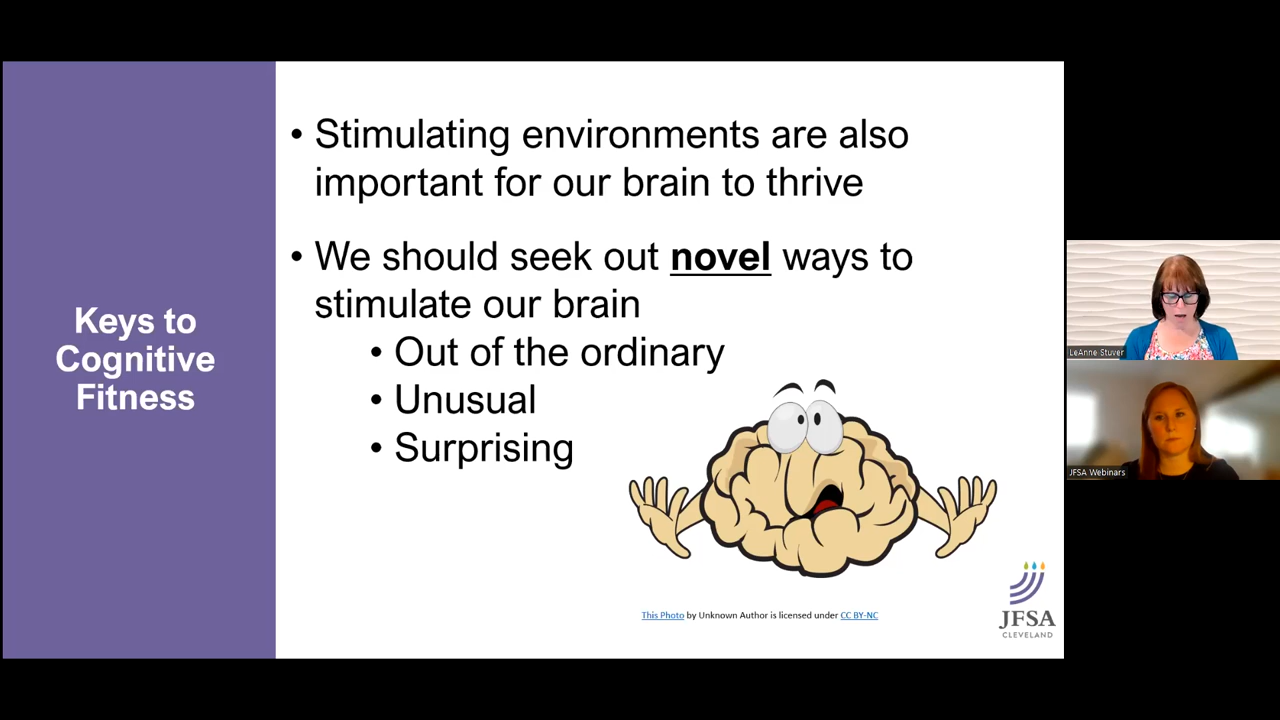 Keys to
Cognitive
Fitness
• Stimulating environments are also
important for our brain to thrive
• We should seek out novel ways to
stimulate our brain
• Out of the ordinary
• Unusual
• Surprising
This Photo by Unknown Author is licensed under CC BY-NC
JFSA
CLEVELAND
LeAnne Stuver
JFSA Webinars